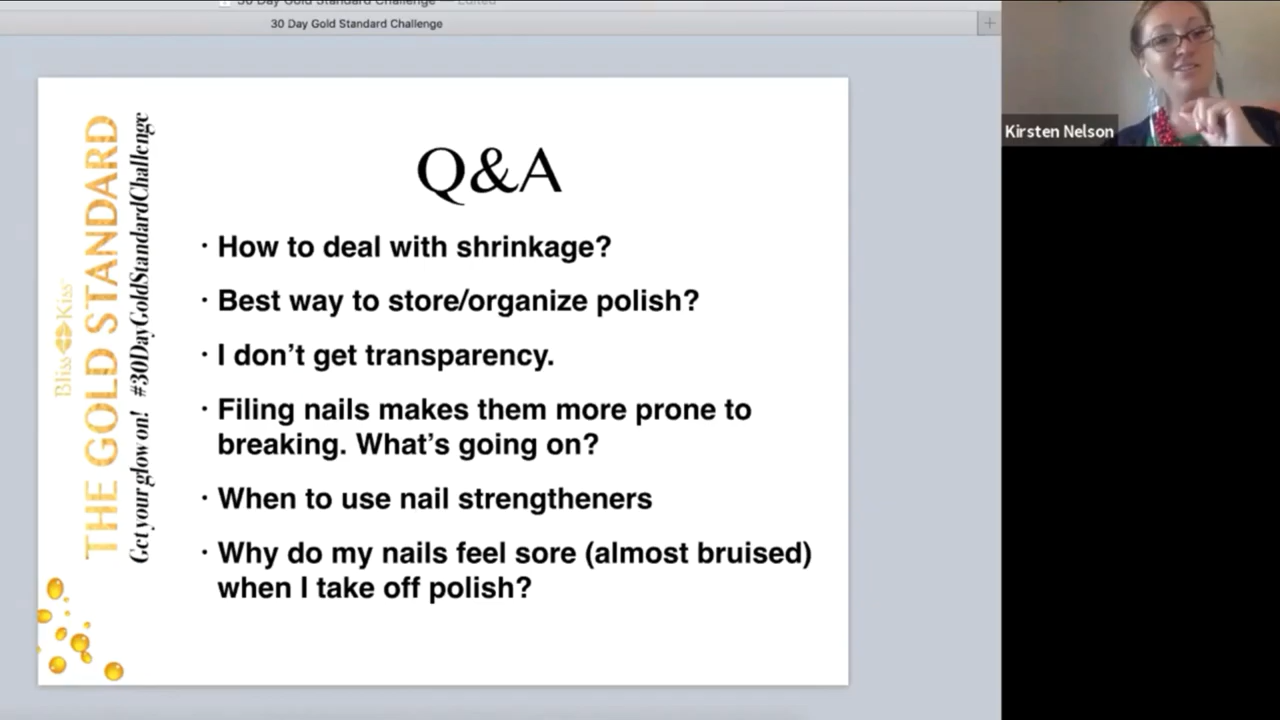 30 Day Gold Standard Challenge — Edited
30 Day Gold Standard Challenge
Kirsten Nelson
Bliss Kiss
THE GOLD STANDARD
Get your glow on! #30DayGoldStandardChallenge
Q&A
· How to deal with shrinkage?
· Best way to store/organize polish?
· I don’t get transparency.
· Filing nails makes them more prone to
breaking. What’s going on?
· When to use nail strengtheners
· Why do my nails feel sore (almost bruised)
when I take off polish?